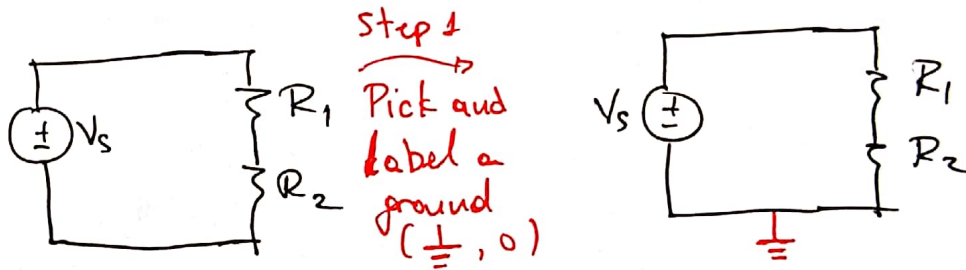 Vs
R1
R2
Step 1
Pick and
label a
ground
(⏚, 0)
Vs
R1
R2